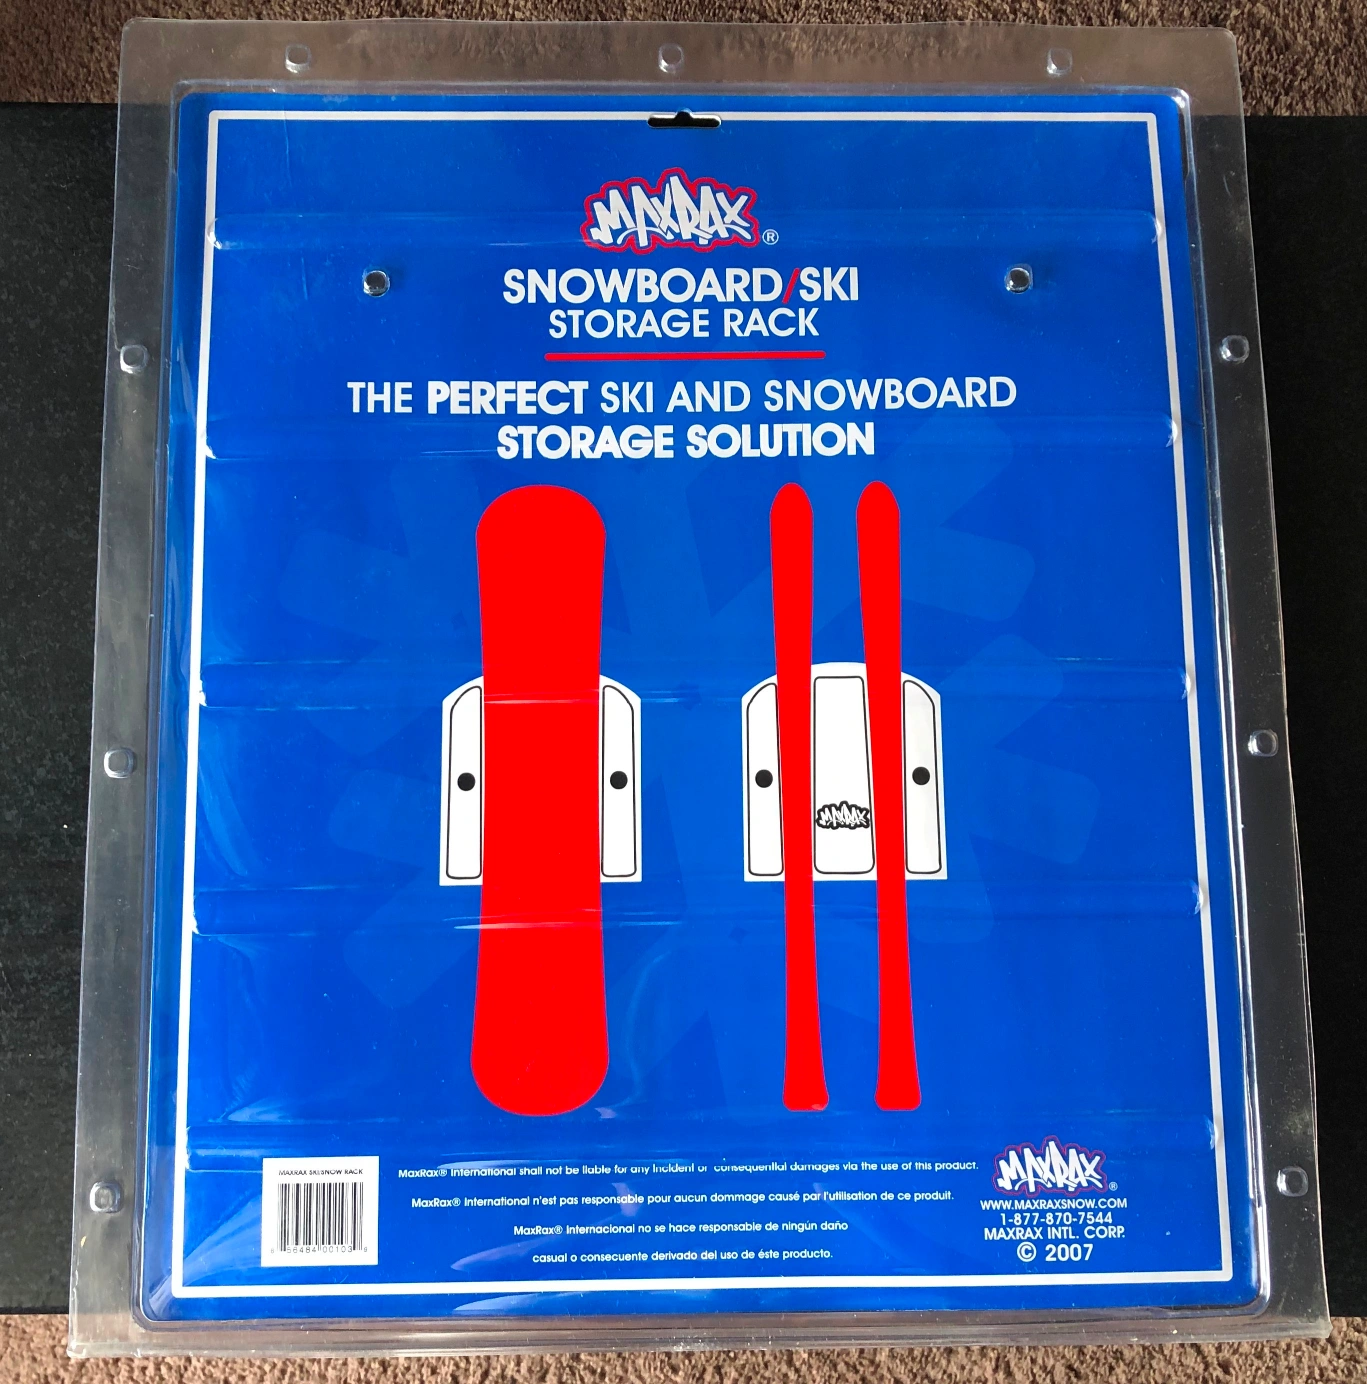 MAXRAX®
SNOWBOARD/SKI
STORAGE RACK
THE PERFECT SKI AND SNOWBOARD
STORAGE SOLUTION
MAXRAX
MAXRAX SKI/SNOW RACK
56484 00103
MaxRax® International shall not be liable for any incident or consequential damages via the use of this product.
MaxRax® International n'est pas responsable pour aucun dommage causé par l'utilisation de ce produit.
MaxRax® Internacional no se hace responsable de ningún daño
casual o consecuente derivado del uso de éste producto.
MAXRAX®
WWW.MAXRAXSNOW.COM
1-877-870-7544
MAXRAX INTL. CORP.
© 2007